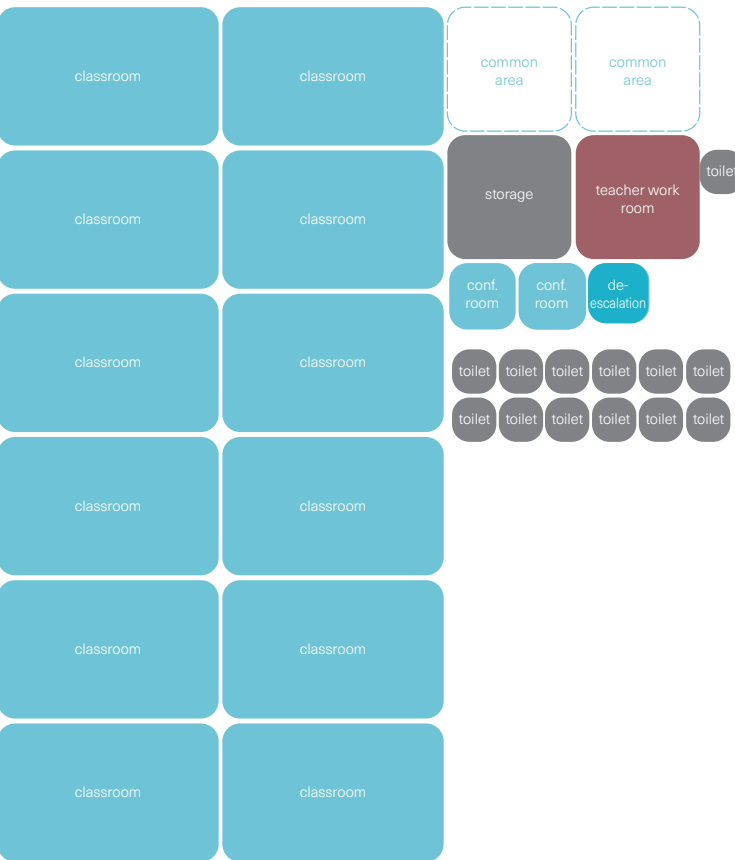 classroom
classroom
common
area
common
area
classroom
classroom
storage
teacher work
room
toilet
conf.
room
conf.
room
de-
escalation
classroom
classroom
toilet
toilet
toilet
toilet
toilet
toilet
toilet
toilet
toilet
toilet
toilet
toilet
classroom
classroom
classroom
classroom
classroom
classroom